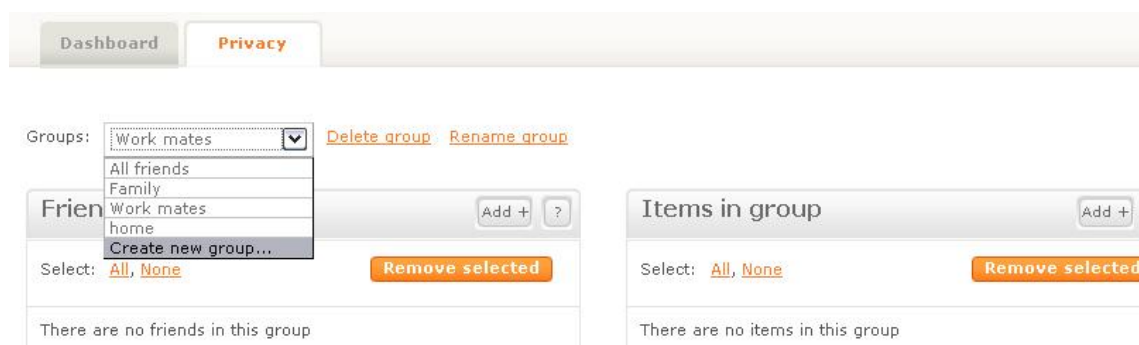 Dashboard Privacy
Groups: Work mates Delete group Rename group
All friends
Family
Work mates
home
Create new group...
Frien Add + ? Items in group Add +
Select: All, None Remove selected Select: All, None Remove selected
There are no friends in this group There are no items in this group